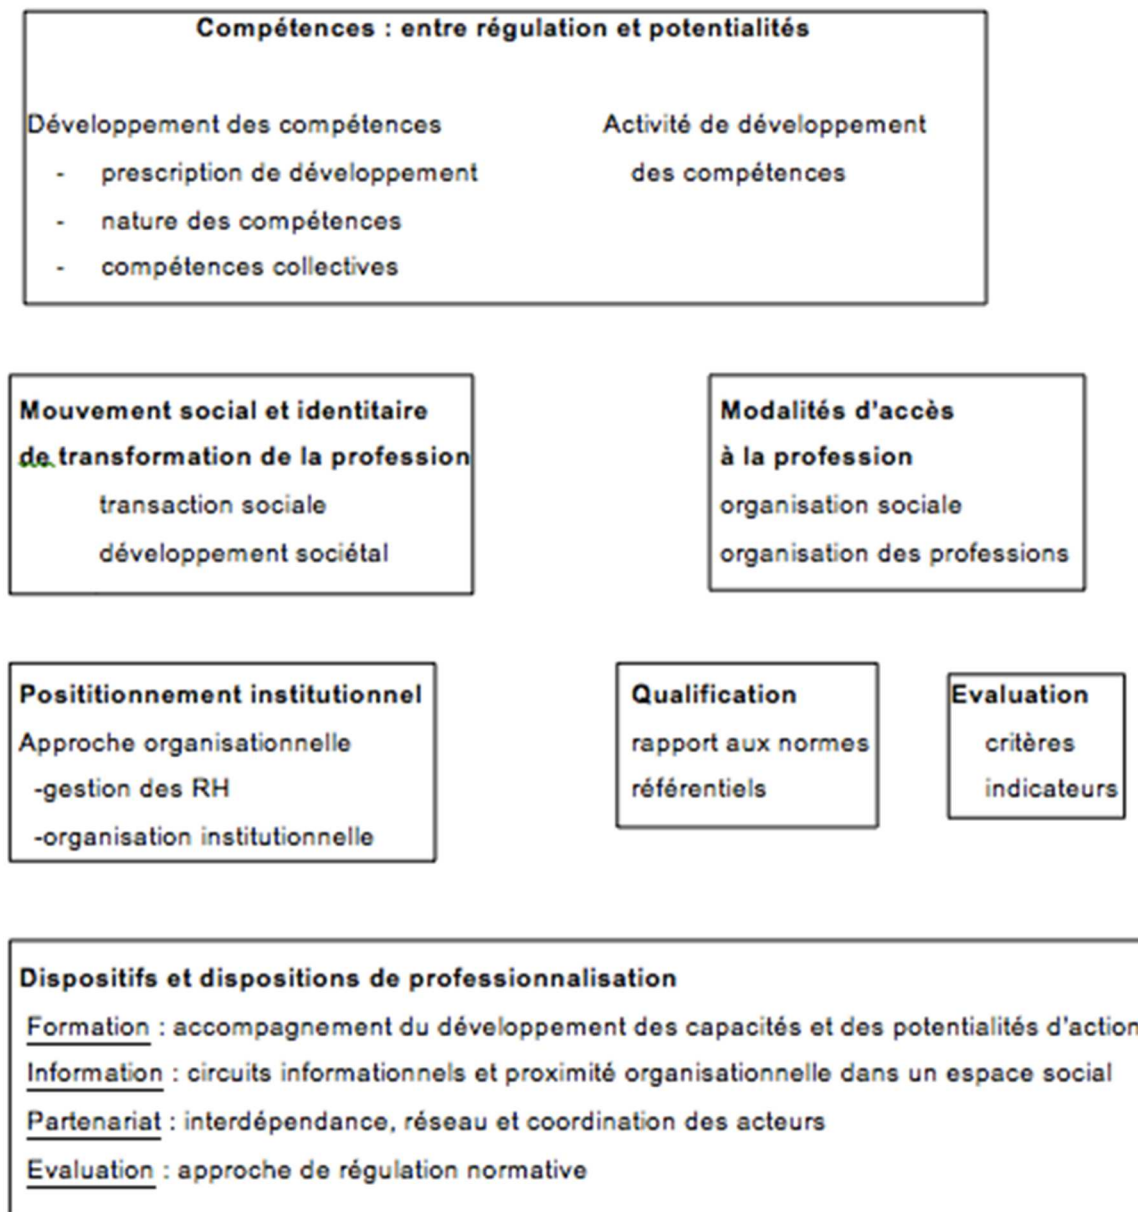 Compétences : entre régulation et potentialités
Développement des compétences
- prescription de développement
- nature des compétences
- compétences collectives
Activité de développement
des compétences
Mouvement social et identitaire
de transformation de la profession
transaction sociale
développement sociétal
Modalités d'accès
à la profession
organisation sociale
organisation des professions
Posititionnement institutionnel
Approche organisationnelle
-gestion des RH
-organisation institutionnelle
Qualification
rapport aux normes
référentiels
Evaluation
critères
indicateurs
Dispositifs et dispositions de professionnalisation
Formation : accompagnement du développement des capacités et des potentialités d'action
Information : circuits informationnels et proximité organisationnelle dans un espace social
Partenariat : interdépendance, réseau et coordination des acteurs
Evaluation : approche de régulation normative